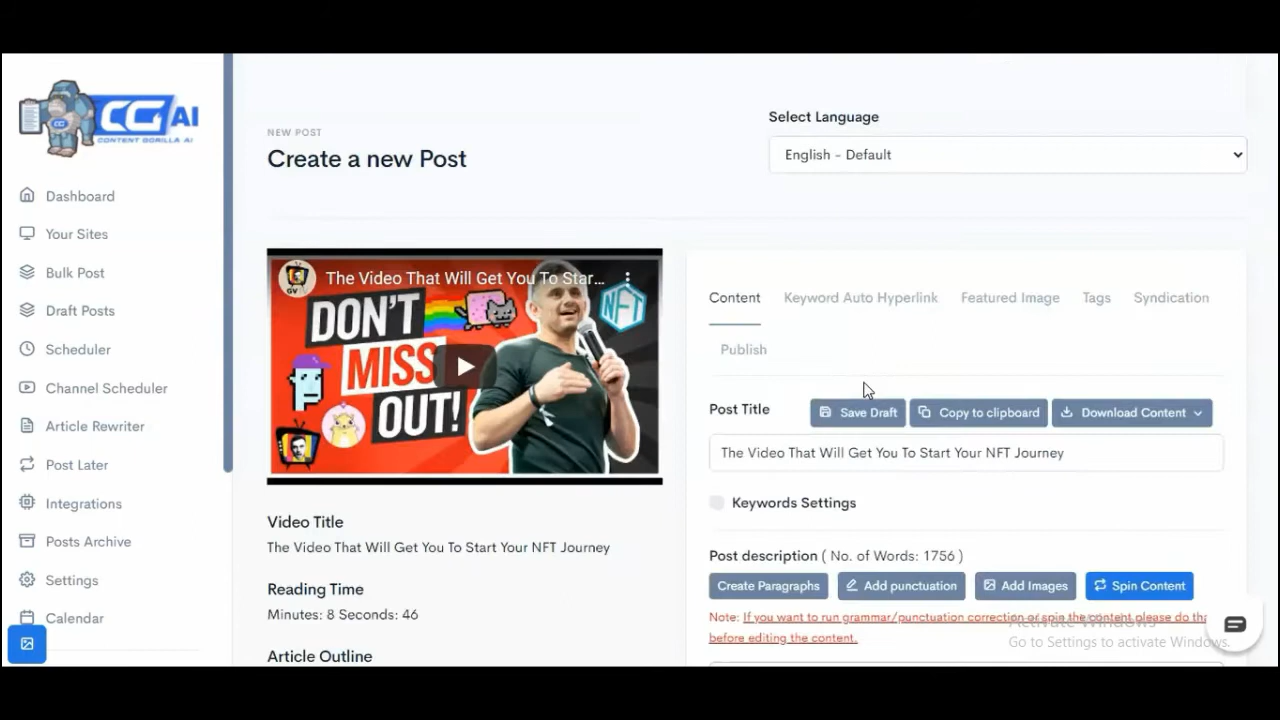 CG AI
CONTENT GORILLA AI
Dashboard
Your Sites
Bulk Post
Draft Posts
Scheduler
Channel Scheduler
Article Rewriter
Post Later
Integrations
Posts Archive
Settings
Calendar
NEW POST
Create a new Post
Select Language
English - Default
GV
The Video That Will Get You To Star...
DON'T
MISS
OUT!
NFT
Video Title
The Video That Will Get You To Start Your NFT Journey
Reading Time
Minutes: 8 Seconds: 46
Article Outline
Content
Keyword Auto Hyperlink
Featured Image
Tags
Syndication
Publish
Post Title
Save Draft
Copy to clipboard
Download Content
The Video That Will Get You To Start Your NFT Journey
Keywords Settings
Post description ( No. of Words: 1756 )
Create Paragraphs
Add punctuation
Add Images
Spin Content
Note: If you want to run grammar/punctuation correction or spin the content please do tha
before editing the content.
Activate Windows
Go to Settings to activate Windows.